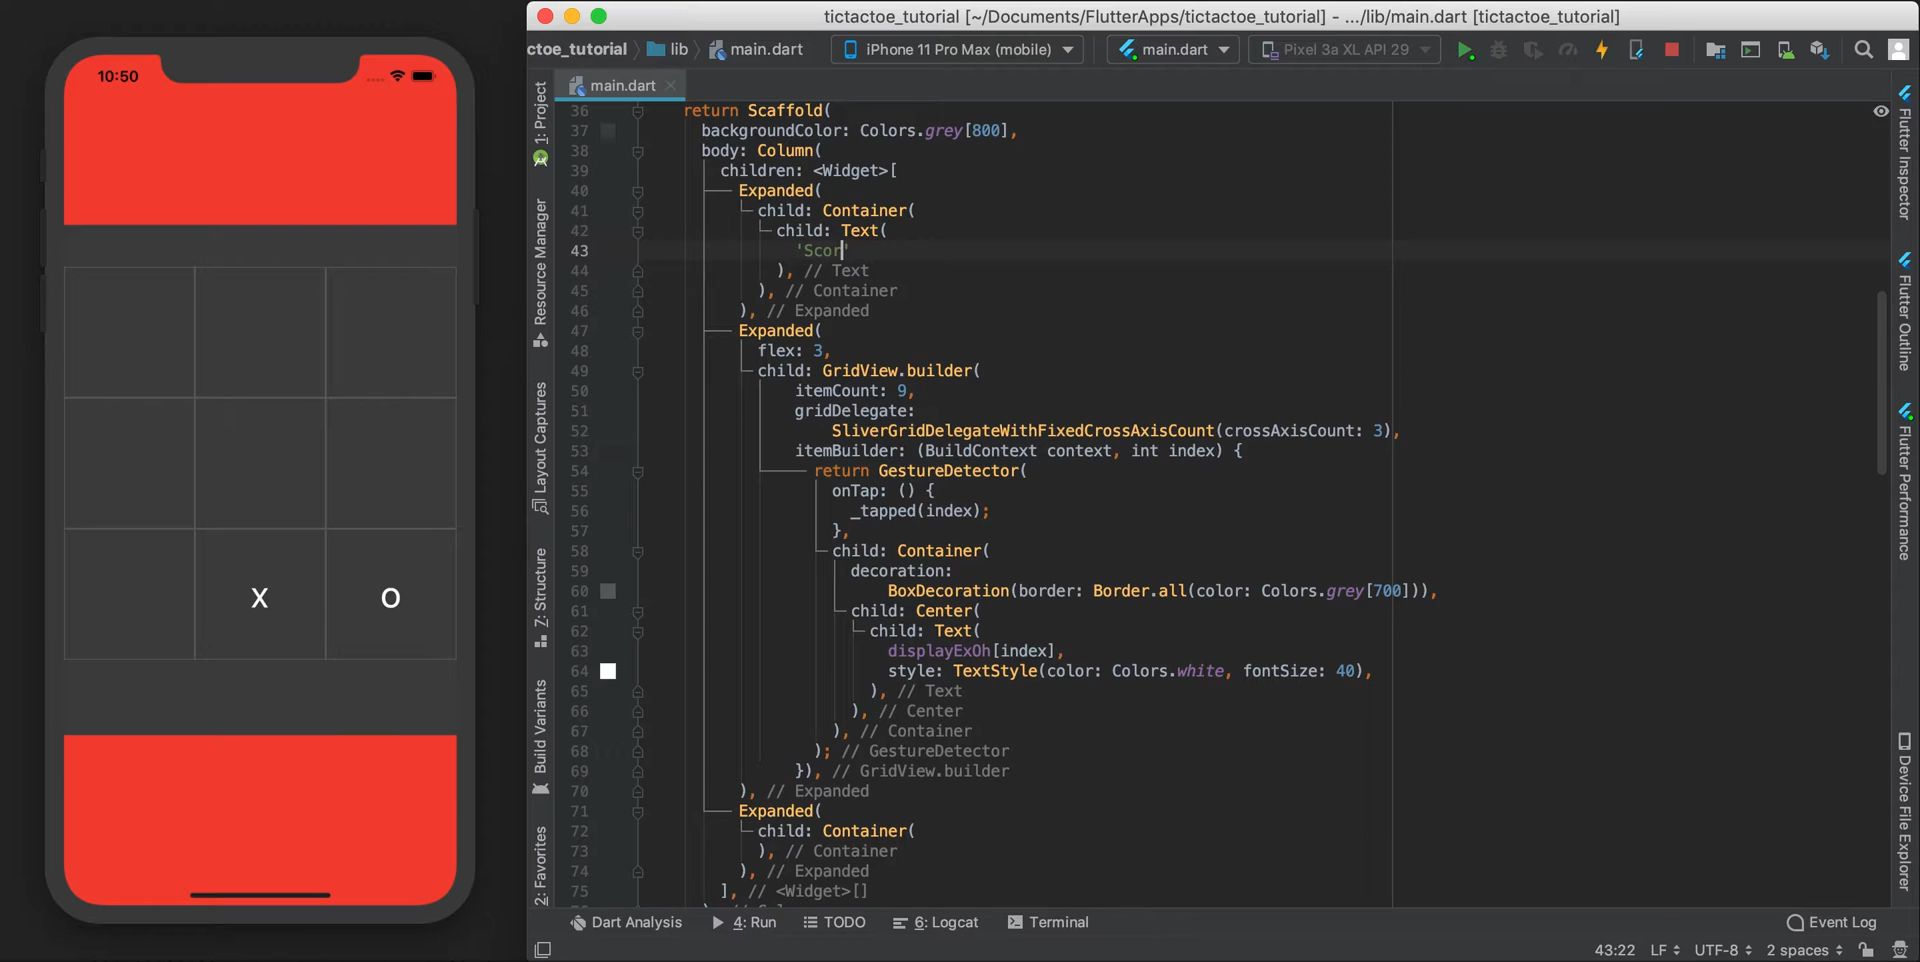 10:50
X
O
tictactoe_tutorial [~/Documents/FlutterApps/tictactoe_tutorial] - .../lib/main.dart [tictactoe_tutorial]
ctoe_tutorial
lib
main.dart
iPhone 11 Pro Max (mobile)
main.dart
Pixel 3a XL API 29
main.dart
1: Project
Resource Manager
Layout Captures
Z: Structure
Build Variants
2: Favorites
36 return Scaffold(
37 backgroundColor: Colors.grey[800],
38 body: Column(
39 children: <Widget>[
40 Expanded(
41 child: Container(
42 child: Text(
43 'Scor'
44 ), // Text
45 ), // Container
46 ), // Expanded
47 Expanded(
48 flex: 3,
49 child: GridView.builder(
50 itemCount: 9,
51 gridDelegate:
52 SliverGridDelegateWithFixedCrossAxisCount(crossAxisCount: 3),
53 itemBuilder: (BuildContext context, int index) {
54 return GestureDetector(
55 onTap: () {
56 _tapped(index);
57 },
58 child: Container(
59 decoration:
60 BoxDecoration(border: Border.all(color: Colors.grey[700])),
61 child: Center(
62 child: Text(
63 displayExOh[index],
64 style: TextStyle(color: Colors.white, fontSize: 40),
65 ), // Text
66 ), // Center
67 ), // Container
68 ); // GestureDetector
69 }), // GridView.builder
70 ), // Expanded
71 Expanded(
72 child: Container(
73 ), // Container
74 ), // Expanded
75 ], // <Widget>[]
Flutter Inspector
Flutter Outline
Flutter Performance
Device File Explorer
Dart Analysis
4: Run
TODO
6: Logcat
Terminal
Event Log
43:22 LF UTF-8 2 spaces